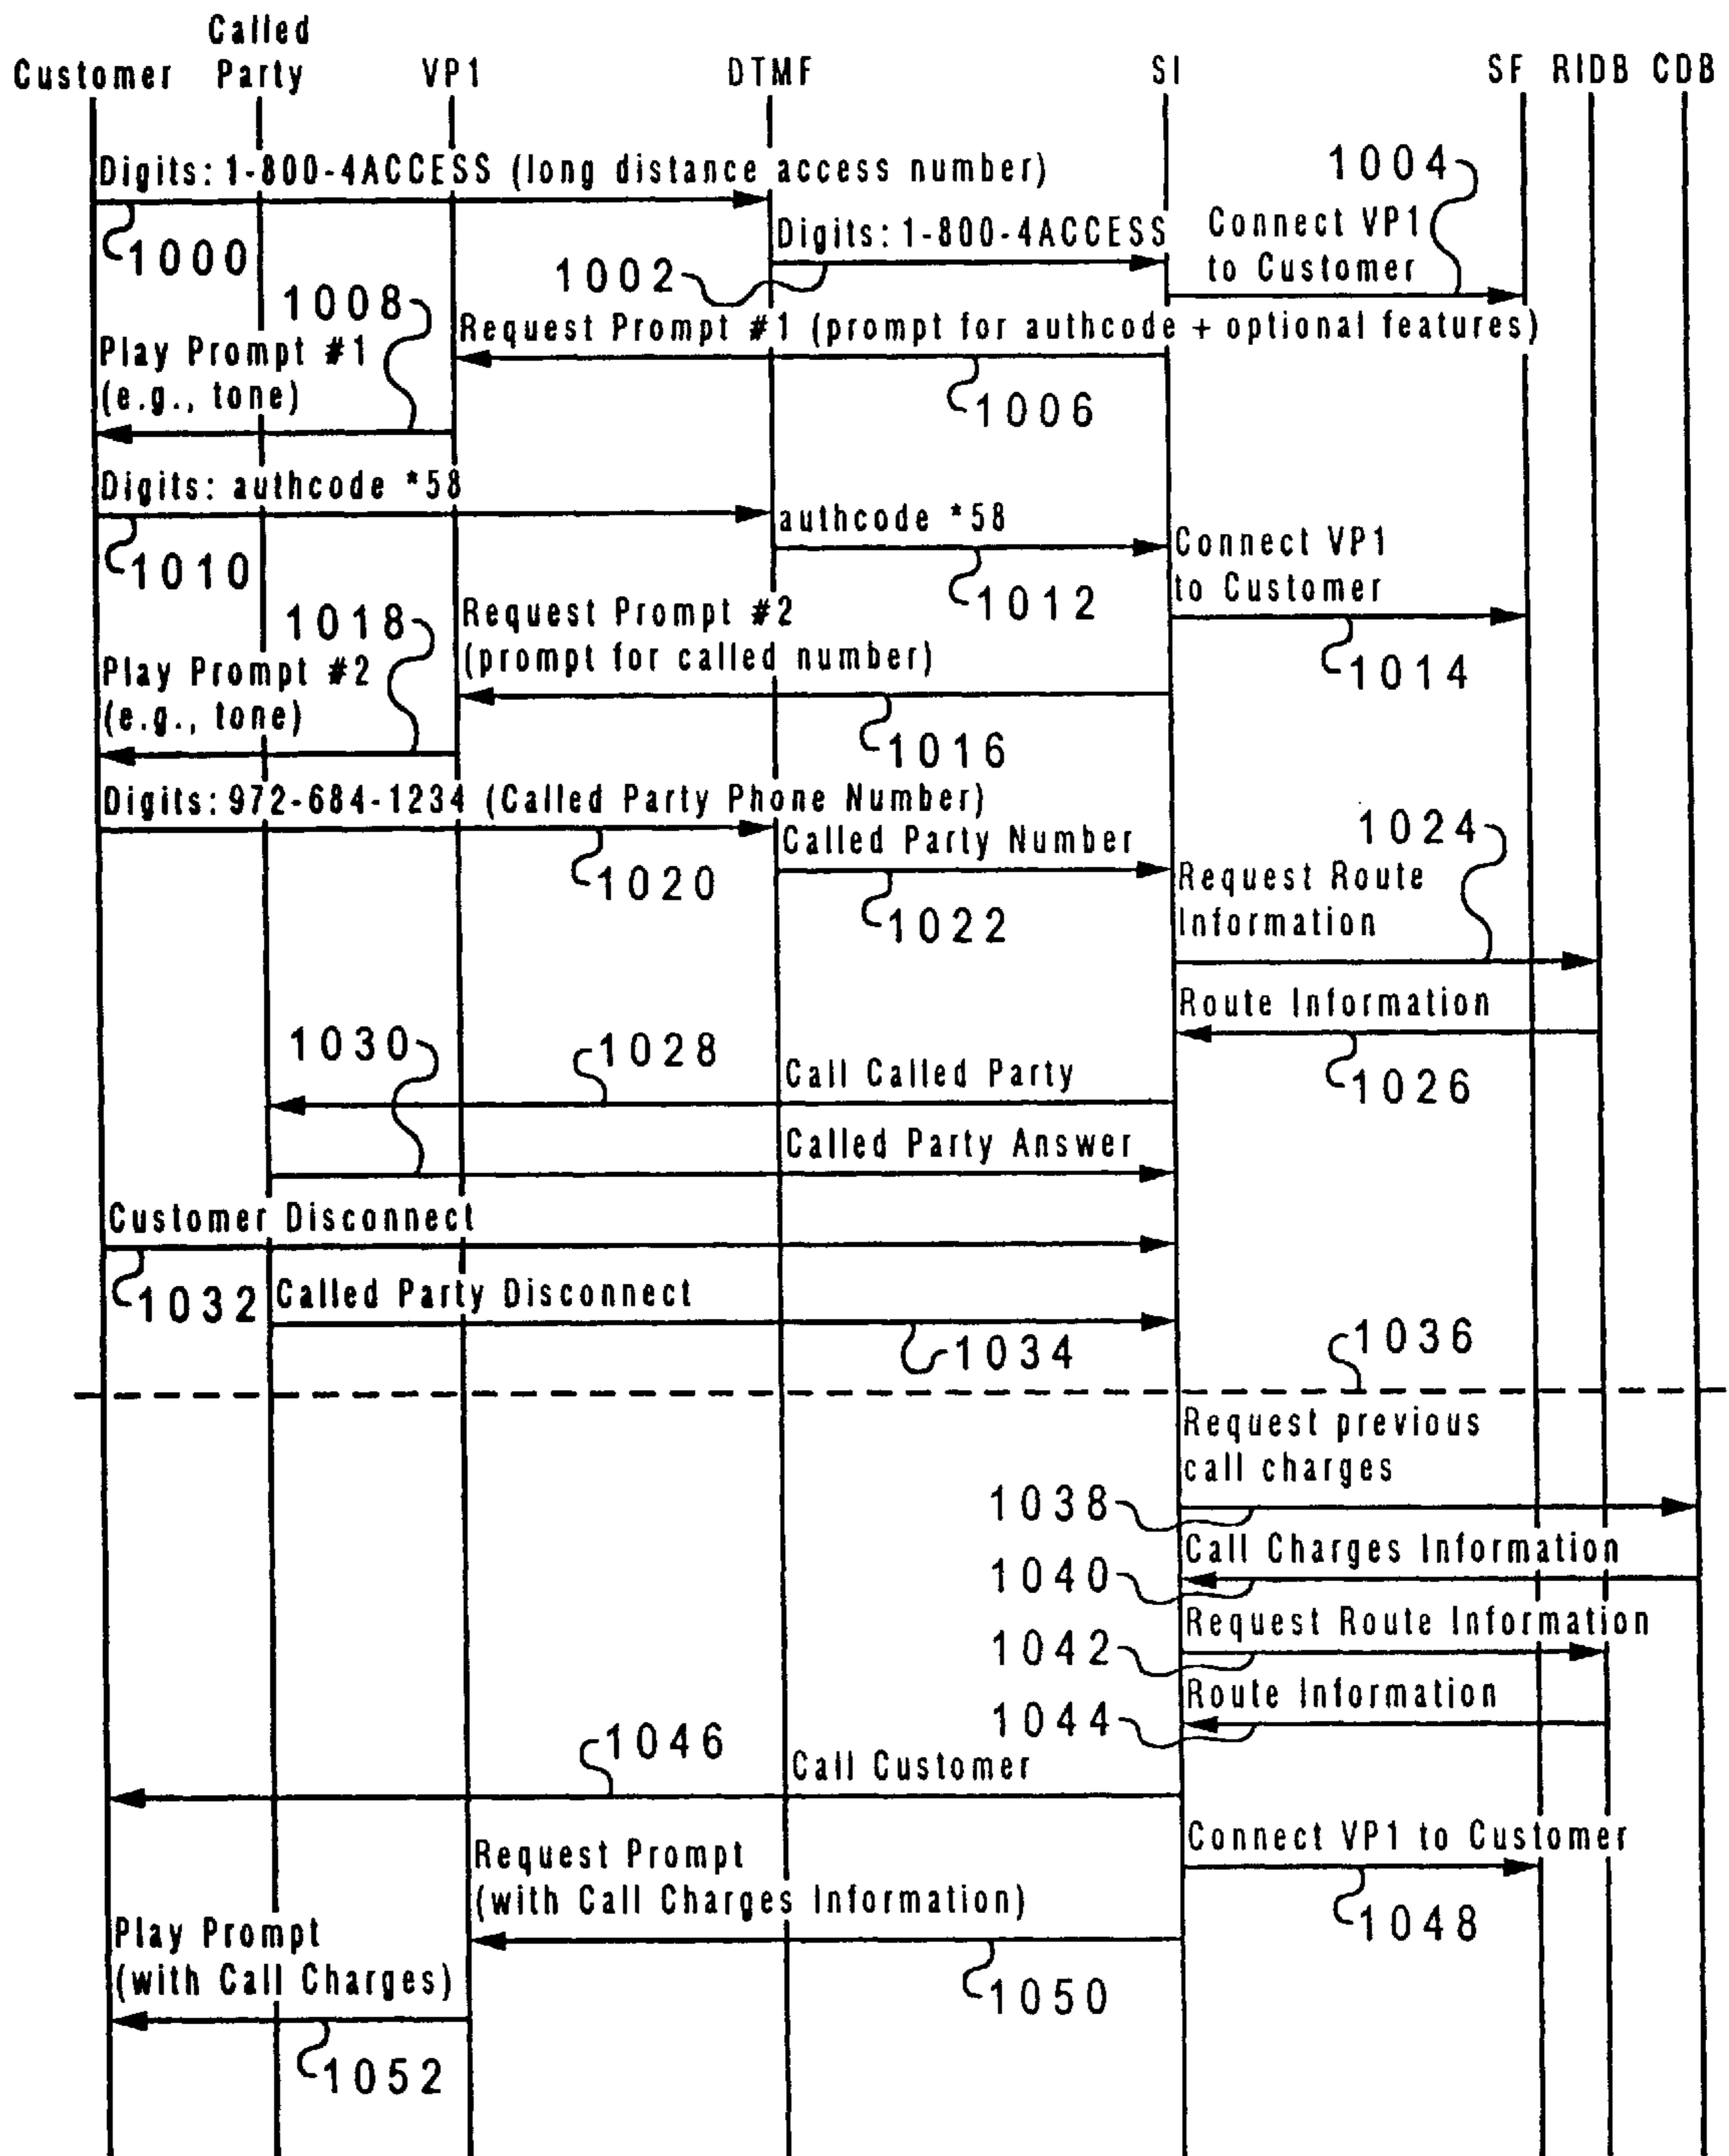 Called
Customer Party VP1 DTMF SI SF RIDB CDB
Digits: 1-800-4ACCESS (long distance access number)
1004
1000
Digits: 1-800-4ACCESS
Connect VP1
to Customer
1002
1008
Request Prompt #1 (prompt for authcode + optional features)
Play Prompt #1
(e.g., tone)
1006
Digits: authcode *58
authcode *58
1010
Connect VP1
to Customer
1012
1018
Request Prompt #2
(prompt for called number)
1014
Play Prompt #2
(e.g., tone)
1016
Digits: 972-684-1234 (Called Party Phone Number)
Called Party Number
1024
1020
Request Route
Information
1022
Route Information
1030
1028
Call Called Party
1026
Called Party Answer
Customer Disconnect
1032
Called Party Disconnect
1034
1036
Request previous
call charges
1038
Call Charges Information
1040
Request Route Information
1042
Route Information
1044
1046
Call Customer
Connect VP1 to Customer
Request Prompt
(with Call Charges Information)
1048
Play Prompt
(with Call Charges)
1050
1052